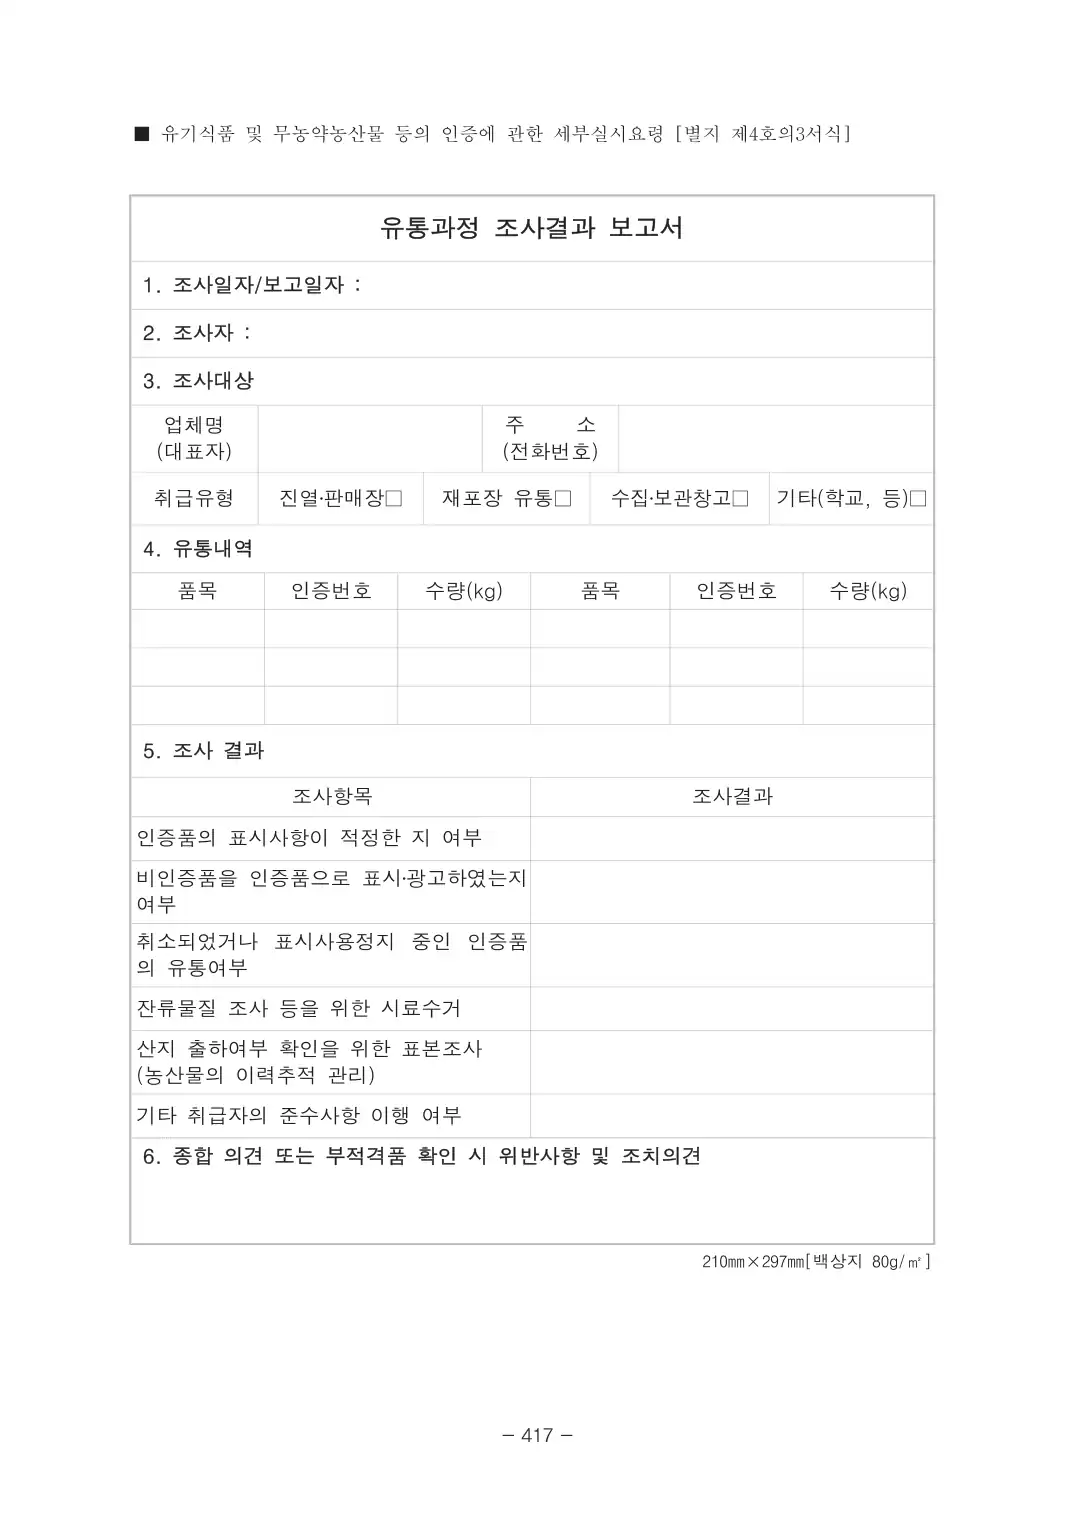 ■ 유기식품 및 무농약농산물 등의 인증에 관한 세부실시요령 [별지 제4호의3서식]
유통과정 조사결과 보고서
1. 조사일자/보고일자 :
2. 조사자 :
3. 조사대상
업체명 주 소
(대표자) (전화번호)
취급유형 진열·판매장□ 재포장 유통□ 수집·보관창고□ 기타(학교, 등)□
4. 유통내역
품목 인증번호 수량(kg) 품목 인증번호 수량(kg)
5. 조사 결과
조사항목 조사결과
인증품의 표시사항이 적정한 지 여부
비인증품을 인증품으로 표시·광고하였는지
여부
취소되었거나 표시사용정지 중인 인증품
의 유통여부
잔류물질 조사 등을 위한 시료수거
산지 출하여부 확인을 위한 표본조사
(농산물의 이력추적 관리)
기타 취급자의 준수사항 이행 여부
6. 종합 의견 또는 부적격품 확인 시 위반사항 및 조치의견
210㎜×297㎜[백상지 80g/㎡]
- 417 -